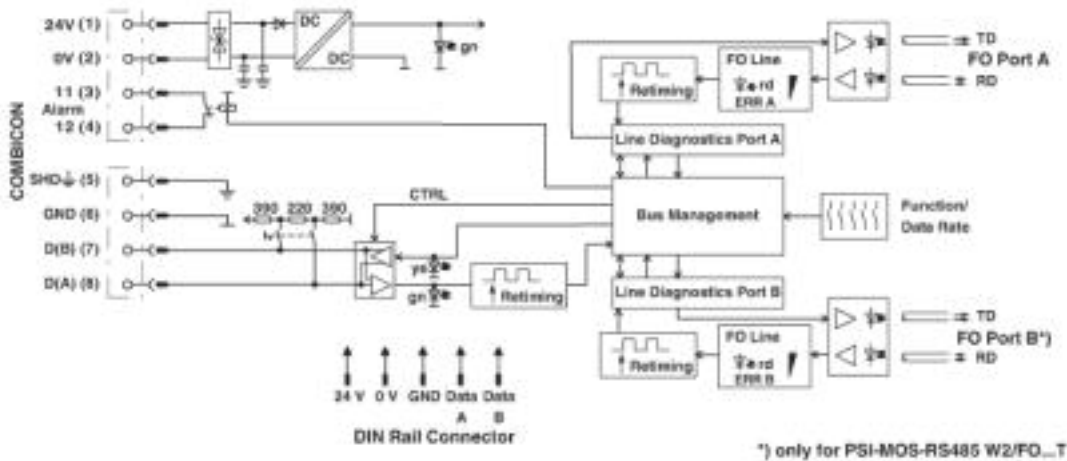 COMBICON
24V (1)
0V (2)
11 (3)
Alarm
12 (4)
SHD (5)
GND (6)
D(B) (7)
D(A) (8)
DC
DC
gn
390 220 390
CTRL
ye
gn
Retiming
Retiming
FO Line
rd
ERR A
TD
FO Port A
RD
Line Diagnostics Port A
Bus Management
Function/
Data Rate
Line Diagnostics Port B
Retiming
FO Line
rd
ERR B
TD
FO Port B*)
RD
24 V 0 V GND Data Data
A B
DIN Rail Connector
*) only for PSI-MOS-RS485 W2/FO...T